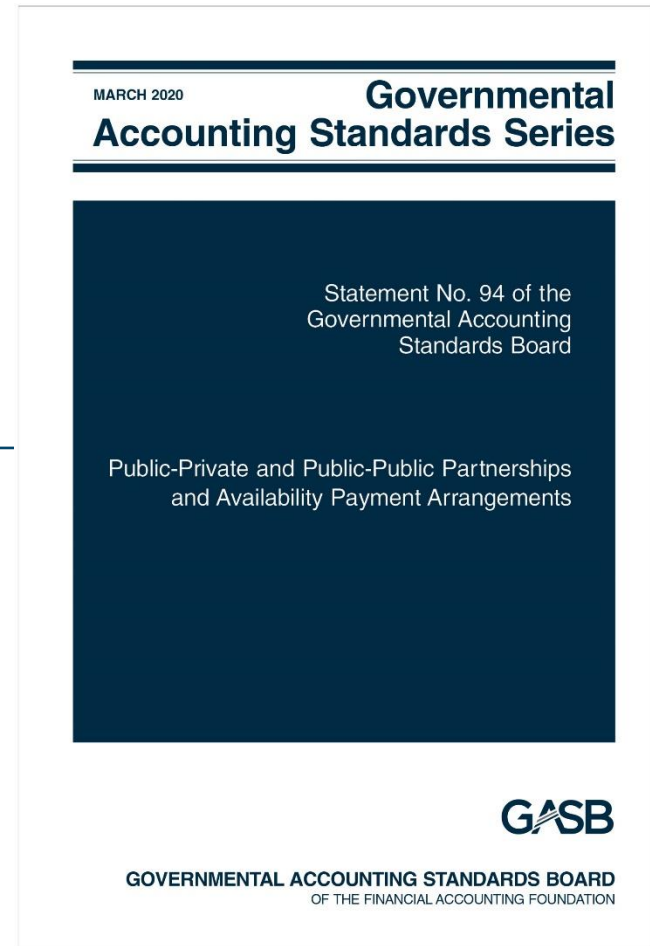 MARCH 2020
Governmental
Accounting Standards Series
Statement No. 94 of the
Governmental Accounting
Standards Board
Public-Private and Public-Public Partnerships
and Availability Payment Arrangements
GASB
GOVERNMENTAL ACCOUNTING STANDARDS BOARD
OF THE FINANCIAL ACCOUNTING FOUNDATION